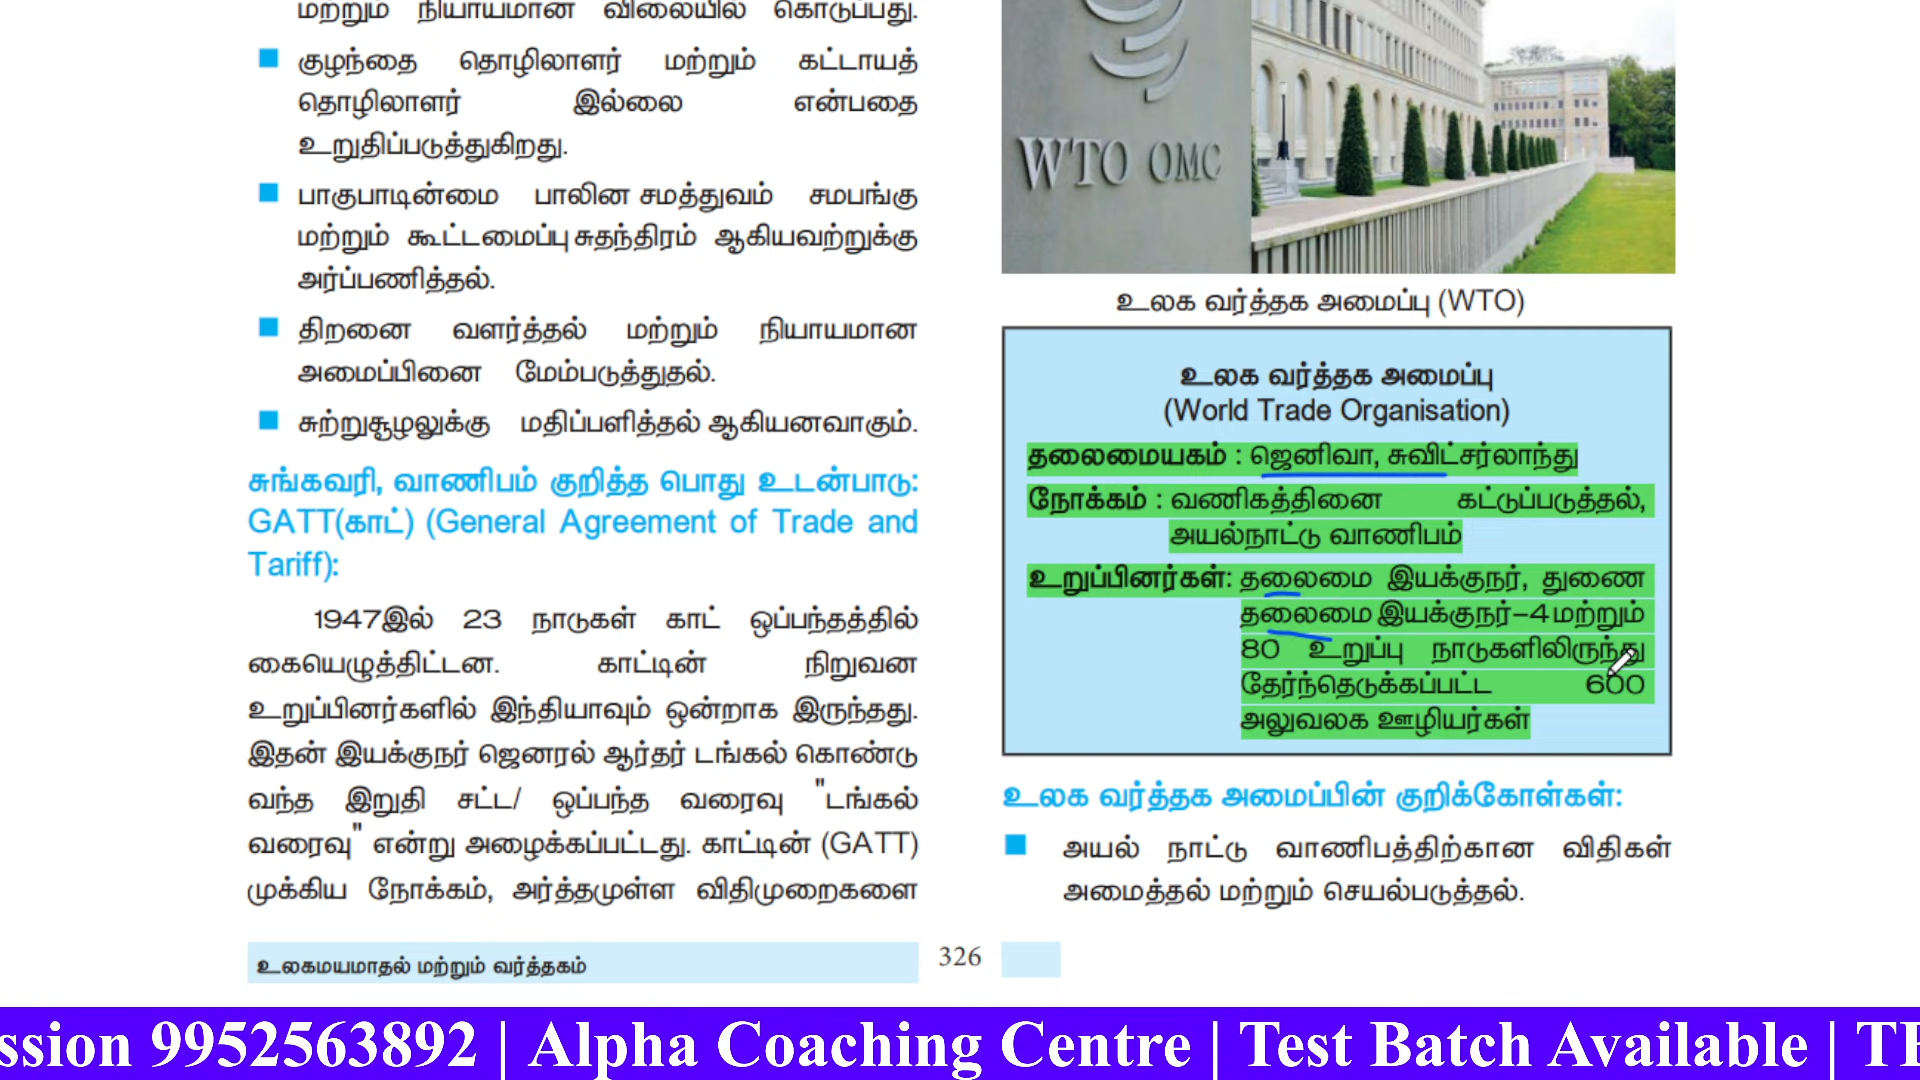 மற்றும் நியாயமான விலையில் கொடுப்பது.
குழந்தை தொழிலாளர் மற்றும் கட்டாயத்
தொழிலாளர் இல்லை என்பதை
உறுதிப்படுத்துகிறது.
பாகுபாடின்மை பாலின சமத்துவம் சமபங்கு
மற்றும் கூட்டமைப்பு சுதந்திரம் ஆகியவற்றுக்கு
அர்ப்பணித்தல்.
திறனை வளர்த்தல் மற்றும் நியாயமான
அமைப்பினை மேம்படுத்துதல்.
சுற்றுசூழலுக்கு மதிப்பளித்தல் ஆகியனவாகும்.
சுங்கவரி, வாணிபம் குறித்த பொது உடன்பாடு:
GATT(காட்) (General Agreement of Trade and
Tariff):
1947இல் 23 நாடுகள் காட் ஒப்பந்தத்தில்
கையெழுத்திட்டன. காட்டின் நிறுவன
உறுப்பினர்களில் இந்தியாவும் ஒன்றாக இருந்தது.
இதன் இயக்குநர் ஜெனரல் ஆர்தர் டங்கல் கொண்டு
வந்த இறுதி சட்ட/ ஒப்பந்த வரைவு "டங்கல்
வரைவு" என்று அழைக்கப்பட்டது. காட்டின் (GATT)
முக்கிய நோக்கம், அர்த்தமுள்ள விதிமுறைகளை
WTO OMC
உலக வர்த்தக அமைப்பு (WTO)
உலக வர்த்தக அமைப்பு
(World Trade Organisation)
தலைமையகம் : ஜெனிவா, சுவிட்சர்லாந்து
நோக்கம் : வணிகத்தினை கட்டுப்படுத்தல்,
அயல்நாட்டு வாணிபம்
உறுப்பினர்கள்: தலைமை இயக்குநர், துணை
தலைமை இயக்குநர்–4 மற்றும்
80 உறுப்பு நாடுகளிலிருந்து
தேர்ந்தெடுக்கப்பட்ட 600
அலுவலக ஊழியர்கள்
உலக வர்த்தக அமைப்பின் குறிக்கோள்கள்:
அயல் நாட்டு வாணிபத்திற்கான விதிகள்
அமைத்தல் மற்றும் செயல்படுத்தல்.
உலகமயமாதல் மற்றும் வர்த்தகம்
326
ssion 9952563892 | Alpha Coaching Centre | Test Batch Available |